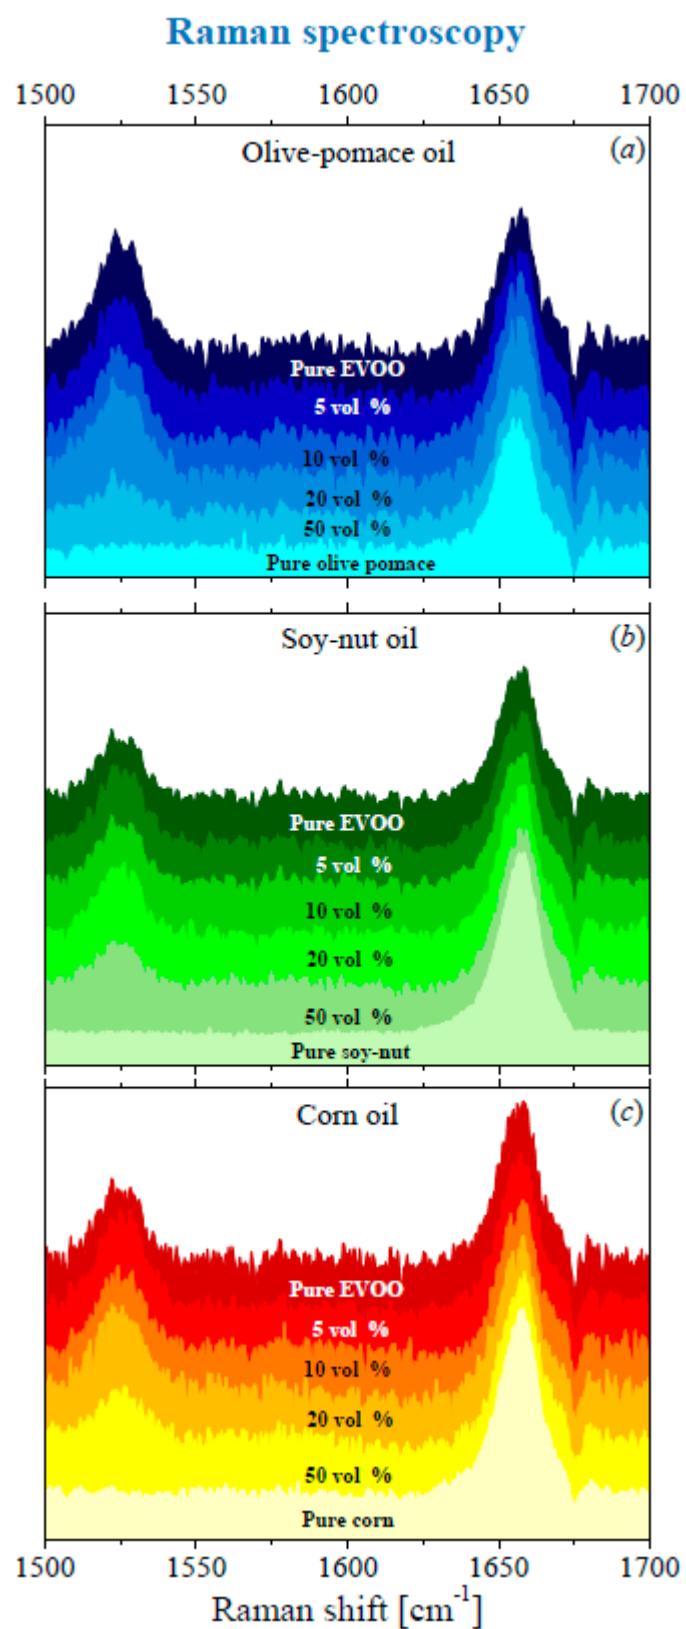 Raman spectroscopy
1500 1550 1600 1650 1700
Olive-pomace oil (a)
Pure EVOO
5 vol %
10 vol %
20 vol %
50 vol %
Pure olive pomace
Soy-nut oil (b)
Pure EVOO
5 vol %
10 vol %
20 vol %
50 vol %
Pure soy-nut
Corn oil (c)
Pure EVOO
5 vol %
10 vol %
20 vol %
50 vol %
Pure corn
1500 1550 1600 1650 1700
Raman shift [cm⁻¹]